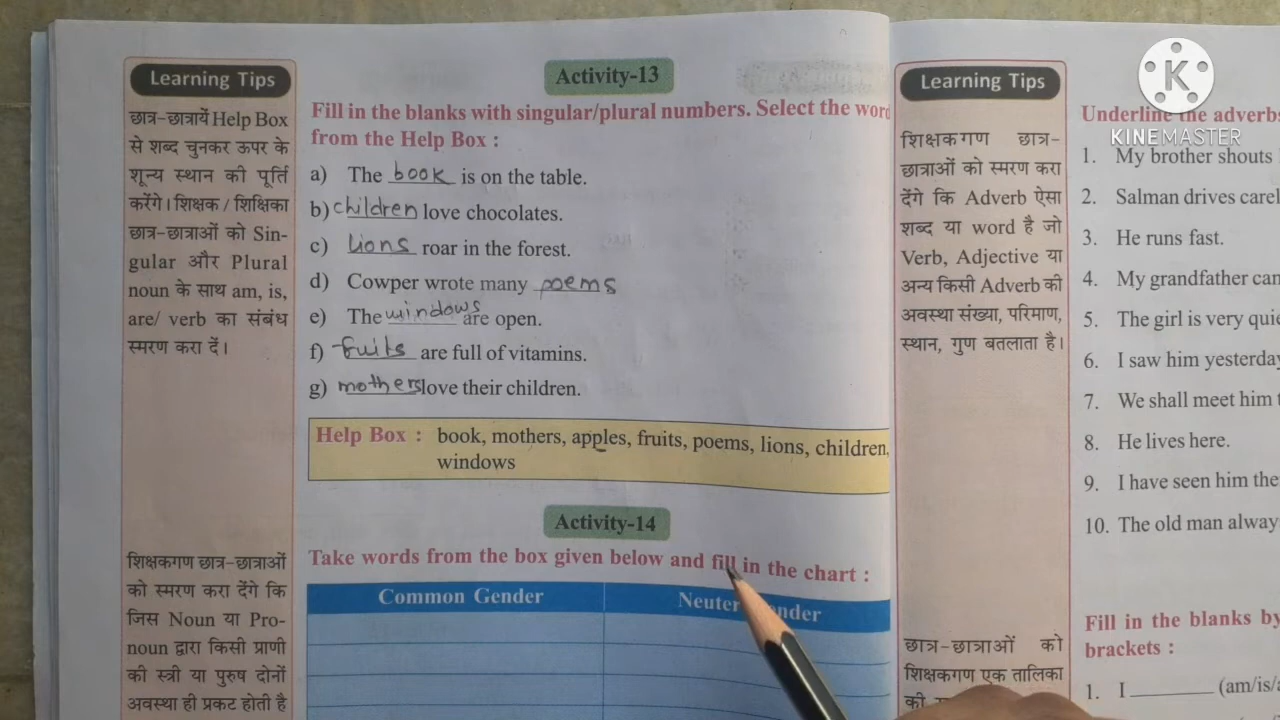 Learning Tips
छात्र-छात्रायें Help Box
से शब्द चुनकर ऊपर के
शून्य स्थान की पूर्ति
करेंगे। शिक्षक / शिक्षिका
छात्र-छात्राओं को Sin-
gular और Plural
noun के साथ am, is,
are/ verb का संबंध
स्मरण करा दें।
शिक्षकगण छात्र-छात्राओं
को स्मरण करा देंगे कि
जिस Noun या Pro-
noun द्वारा किसी प्राणी
की स्त्री या पुरुष दोनों
अवस्था ही प्रकट होती है
Activity-13
Fill in the blanks with singular/plural numbers. Select the word
from the Help Box :
a) The book is on the table.
b) children love chocolates.
c) lions roar in the forest.
d) Cowper wrote many poems
e) The windows are open.
f) fruits are full of vitamins.
g) mothers love their children.
Help Box : book, mothers, apples, fruits, poems, lions, children,
windows
Activity-14
Take words from the box given below and fill in the chart :
Common Gender Neuter
Learning Tips
शिक्षकगण छात्र-
छात्राओं को स्मरण करा
देंगे कि Adverb ऐसा
शब्द या word है जो
Verb, Adjective या
अन्य किसी Adverb की
अवस्था संख्या, परिमाण,
स्थान, गुण बतलाता है।
छात्र-छात्राओं को
शिक्षकगण एक तालिका
की
K
KINEMASTER
Underline the adverbs
1. My brother shouts
2. Salman drives carel
3. He runs fast.
4. My grandfather can
5. The girl is very quie
6. I saw him yesterday
7. We shall meet him t
8. He lives here.
9. I have seen him the
10. The old man alway
Fill in the blanks by
brackets :
1. I ________ (am/is/a